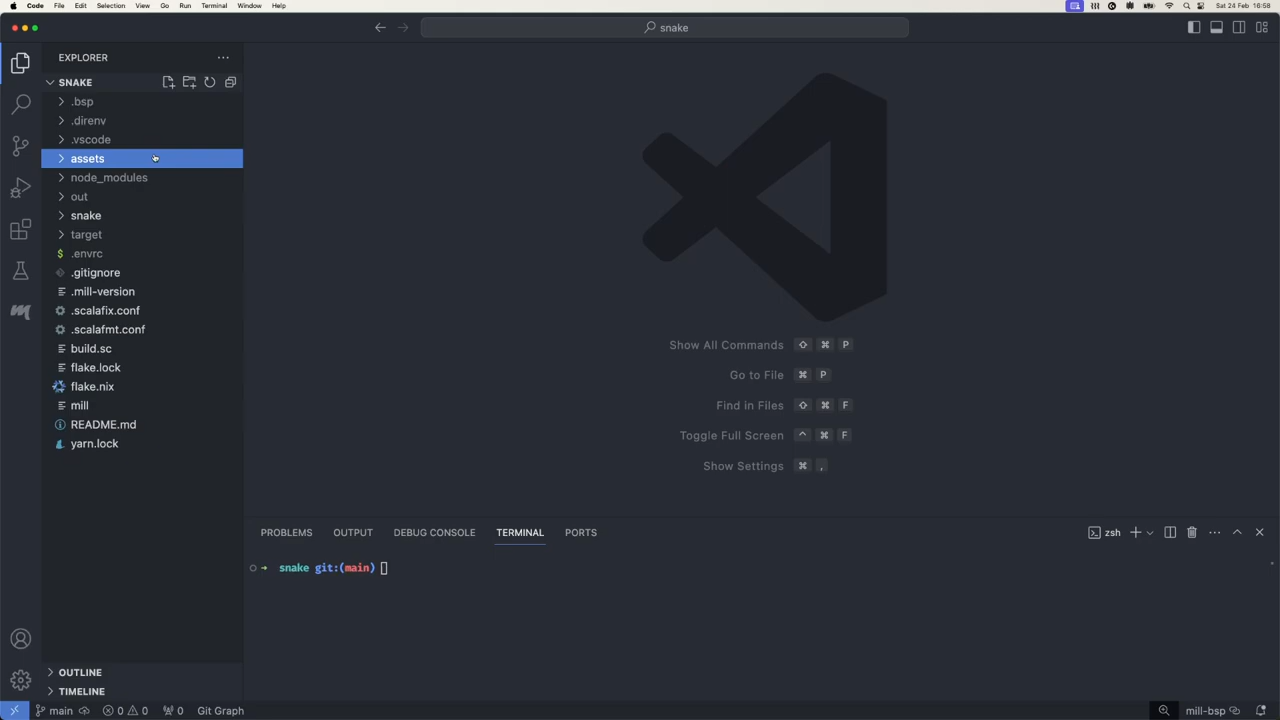 Code File Edit Selection View Go Run Terminal Window Help
Sat 24 Feb 16:58
snake
EXPLORER
SNAKE
.bsp
.direnv
.vscode
assets
node_modules
out
snake
target
.envrc
.gitignore
.mill-version
.scalafix.conf
.scalafmt.conf
build.sc
flake.lock
flake.nix
mill
README.md
yarn.lock
Show All Commands ⇧ ⌘ P
Go to File ⌘ P
Find in Files ⇧ ⌘ F
Toggle Full Screen ⌃ ⌘ F
Show Settings ⌘ ,
PROBLEMS OUTPUT DEBUG CONSOLE TERMINAL PORTS
zsh
→ snake git:(main)
OUTLINE
TIMELINE
main 0 0 0 Git Graph
mill-bsp